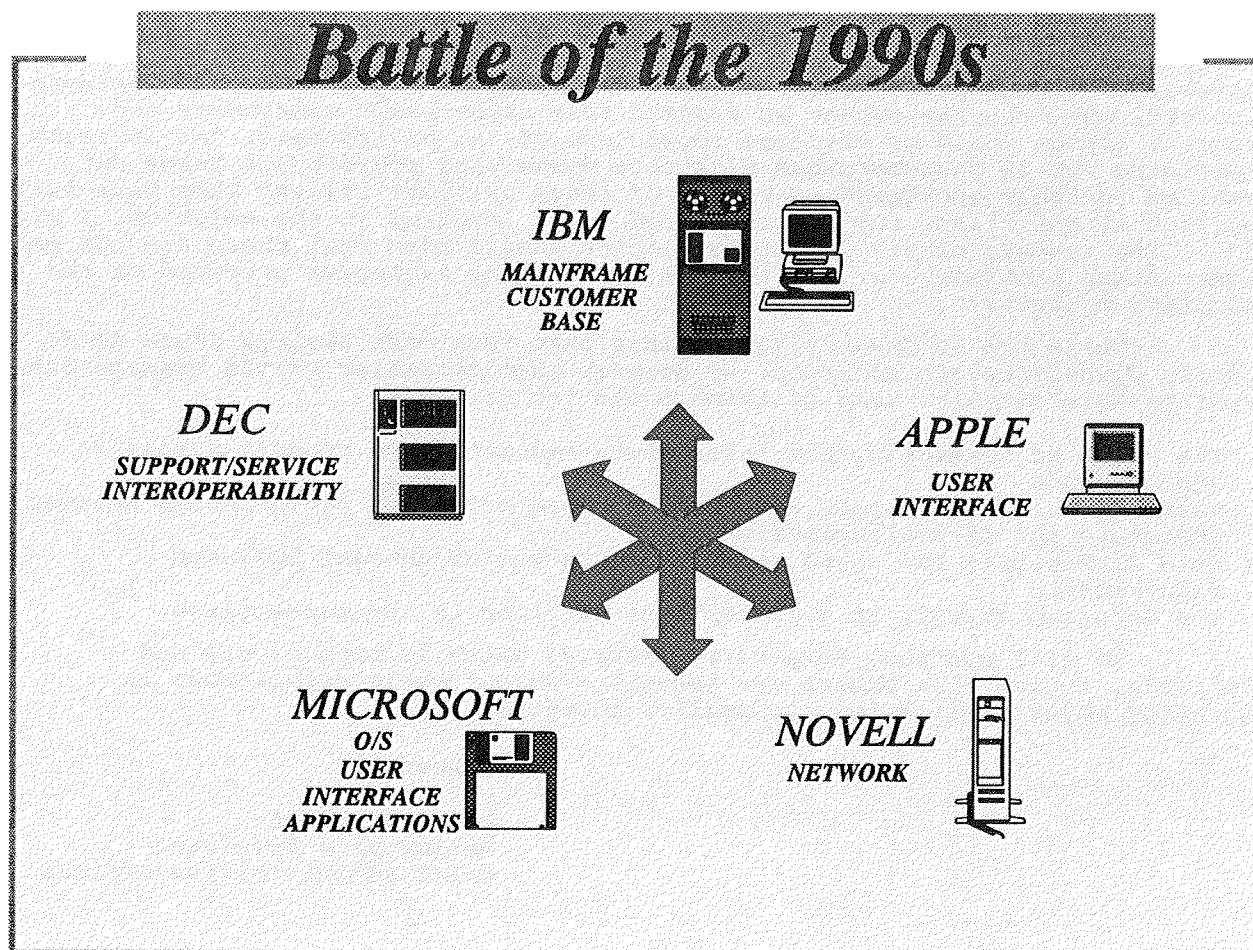 Battle of the 1990s
IBM
MAINFRAME
CUSTOMER
BASE
DEC
SUPPORT/SERVICE
INTEROPERABILITY
APPLE
USER
INTERFACE
MICROSOFT
O/S
USER
INTERFACE
APPLICATIONS
NOVELL
NETWORK